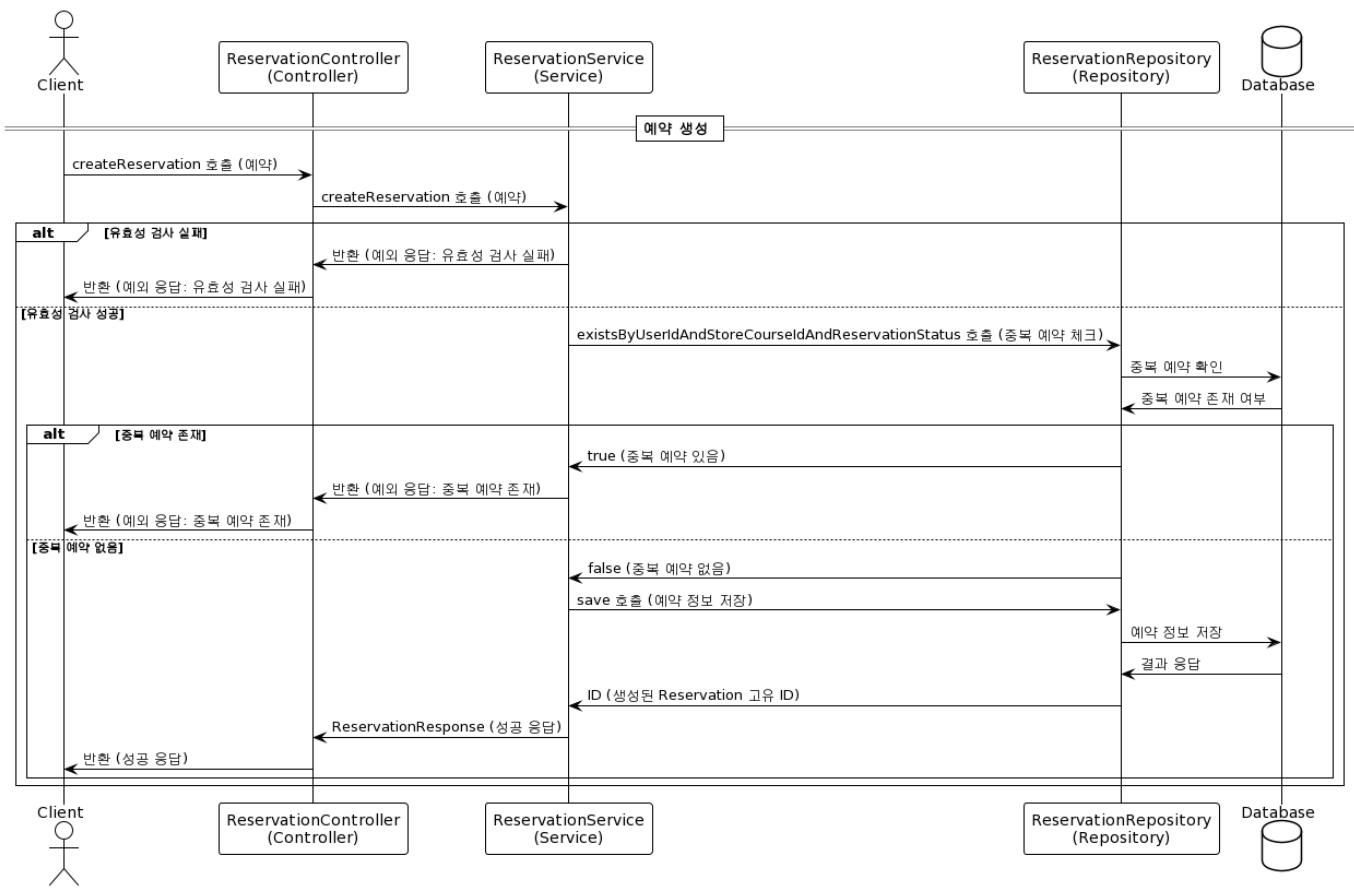 Client
ReservationController
(Controller)
ReservationService
(Service)
ReservationRepository
(Repository)
Database
예약 생성
createReservation 호출 (예약)
createReservation 호출 (예약)
alt [유효성 검사 실패]
반환 (예외 응답: 유효성 검사 실패)
반환 (예외 응답: 유효성 검사 실패)
[유효성 검사 성공]
existsByUserIdAndStoreCourseIdAndReservationStatus 호출 (중복 예약 체크)
중복 예약 확인
중복 예약 존재 여부
alt [중복 예약 존재]
true (중복 예약 있음)
반환 (예외 응답: 중복 예약 존재)
반환 (예외 응답: 중복 예약 존재)
[중복 예약 없음]
false (중복 예약 없음)
save 호출 (예약 정보 저장)
예약 정보 저장
결과 응답
ID (생성된 Reservation 고유 ID)
ReservationResponse (성공 응답)
반환 (성공 응답)
Client
ReservationController
(Controller)
ReservationService
(Service)
ReservationRepository
(Repository)
Database